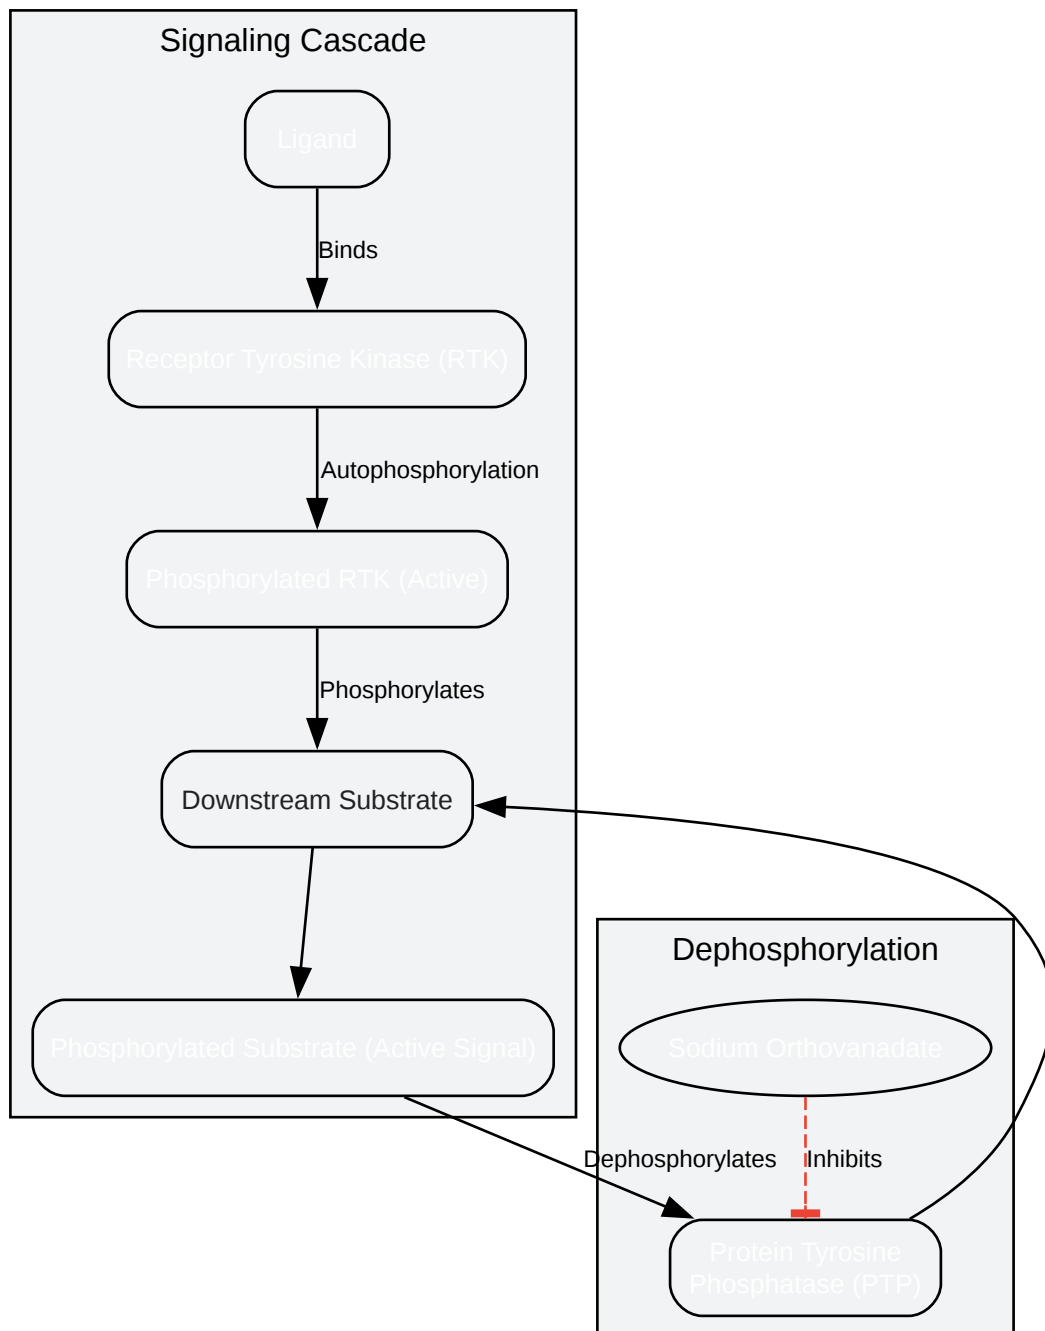 Signaling Cascade
Ligand
Binds
Receptor Tyrosine Kinase (RTK)
Autophosphorylation
Phosphorylated RTK (Active)
Phosphorylates
Downstream Substrate
Phosphorylated Substrate (Active Signal)
Dephosphorylation
Sodium Orthovanadate
Dephosphorylates
Inhibits
Protein Tyrosine
Phosphatase (PTP)